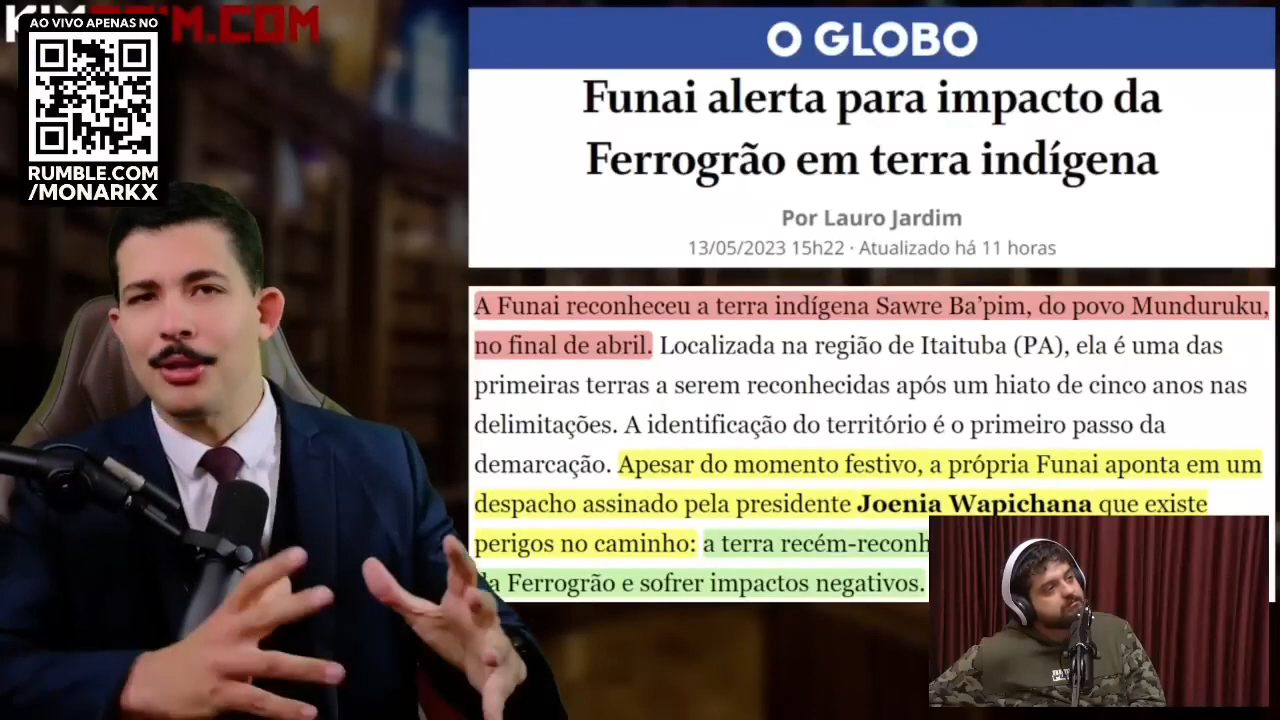 AO VIVO APENAS NO
RUMBLE.COM
/MONARKX
O GLOBO
Funai alerta para impacto da
Ferrogrão em terra indígena
Por Lauro Jardim
13/05/2023 15h22 · Atualizado há 11 horas
A Funai reconheceu a terra indígena Sawre Ba’pim, do povo Munduruku,
no final de abril. Localizada na região de Itaituba (PA), ela é uma das
primeiras terras a serem reconhecidas após um hiato de cinco anos nas
delimitações. A identificação do território é o primeiro passo da
demarcação. Apesar do momento festivo, a própria Funai aponta em um
despacho assinado pela presidente Joenia Wapichana que existe
perigos no caminho: a terra
Ferrogrão e sofrer impactos negativos.